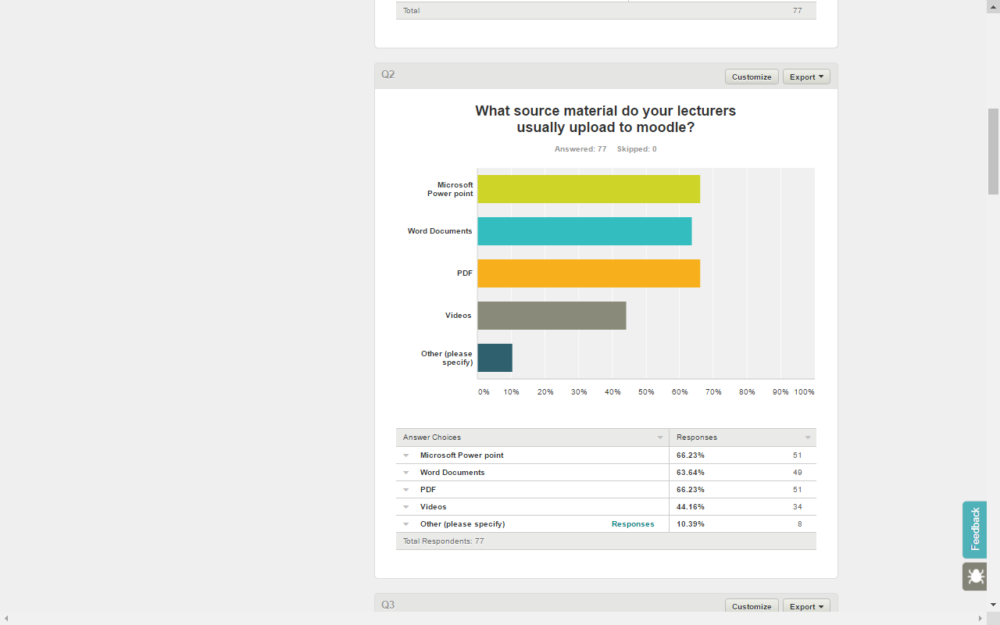 Total 77
Q2 Customize Export
What source material do your lecturers
usually upload to moodle?
Answered: 77 Skipped: 0
Microsoft
Power point
Word Documents
PDF
Videos
Other (please
specify)
0% 10% 20% 30% 40% 50% 60% 70% 80% 90% 100%
Answer Choices Responses
Microsoft Power point 66.23% 51
Word Documents 63.64% 49
PDF 66.23% 51
Videos 44.16% 34
Other (please specify) Responses 10.39% 8
Total Respondents: 77
Feedback
Q3 Customize Export